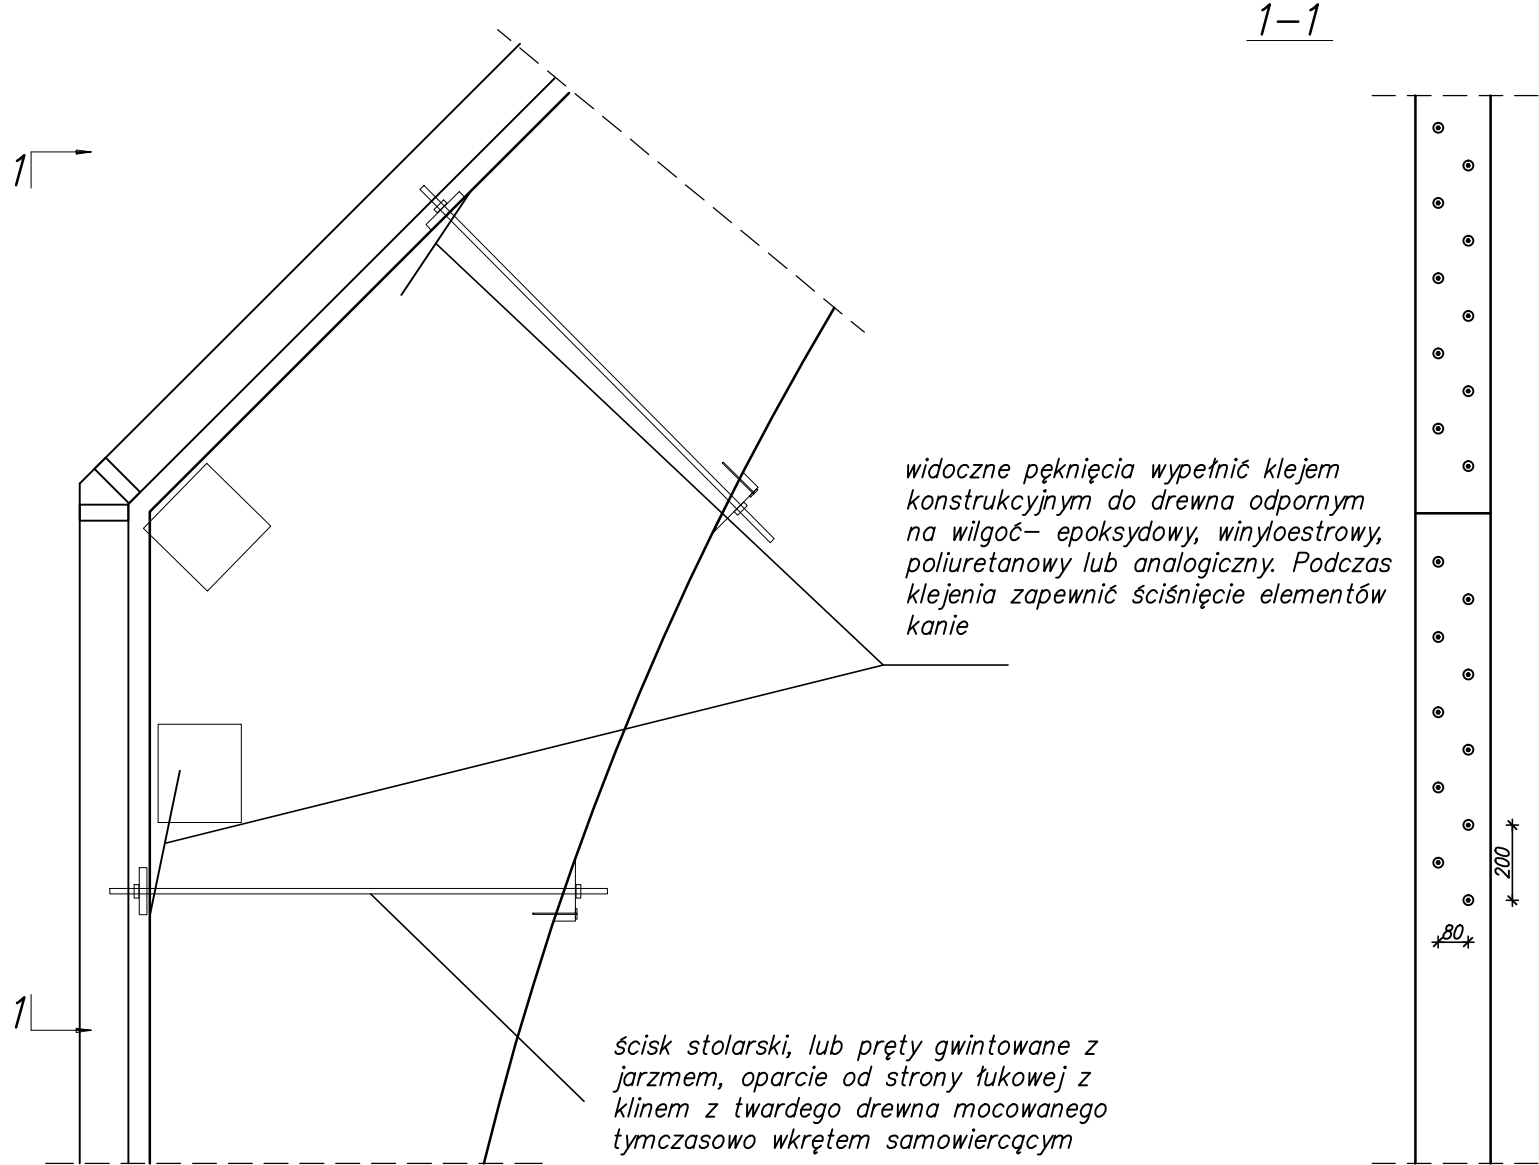 1-1
1
widoczne pęknięcia wypełnić klejem
konstrukcyjnym do drewna odpornym
na wilgoć- epoksydowy, winyloestrowy,
poliuretanowy lub analogiczny. Podczas
klejenia zapewnić ściśnięcie elementów
kanie
200
80
1
ścisk stolarski, lub pręty gwintowane z
jarzmem, oparcie od strony łukowej z
klinem z twardego drewna mocowanego
tymczasowo wkrętem samowiercącym